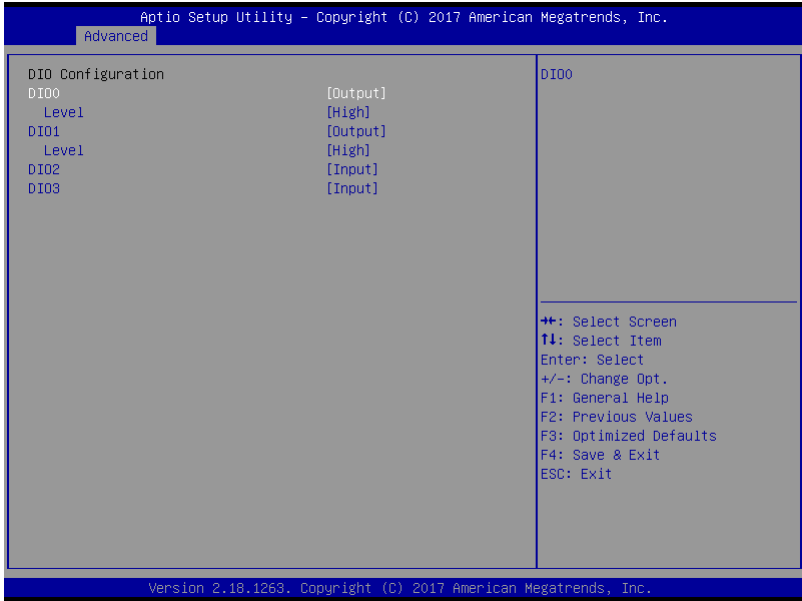 Aptio Setup Utility – Copyright (C) 2017 American Megatrends, Inc.
Advanced
DIO Configuration
DIO0 [Output]
Level [High]
DIO1 [Output]
Level [High]
DIO2 [Input]
DIO3 [Input]
DIO0
→←: Select Screen
↑↓: Select Item
Enter: Select
+/-: Change Opt.
F1: General Help
F2: Previous Values
F3: Optimized Defaults
F4: Save & Exit
ESC: Exit
Version 2.18.1263. Copyright (C) 2017 American Megatrends, Inc.